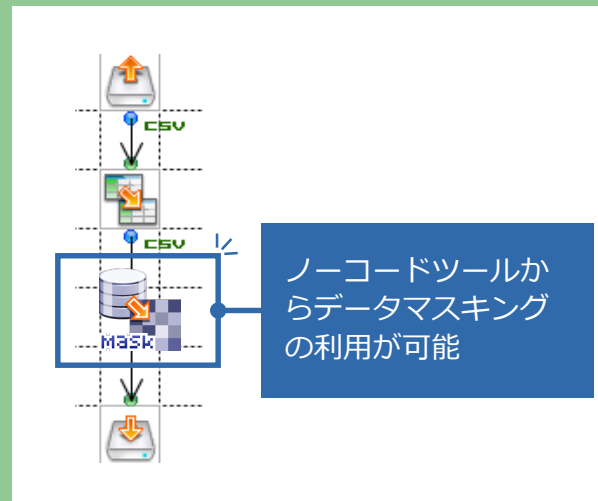 CSV
CSV
ノーコードツールか
らデータマスキング
の利用が可能
Mask